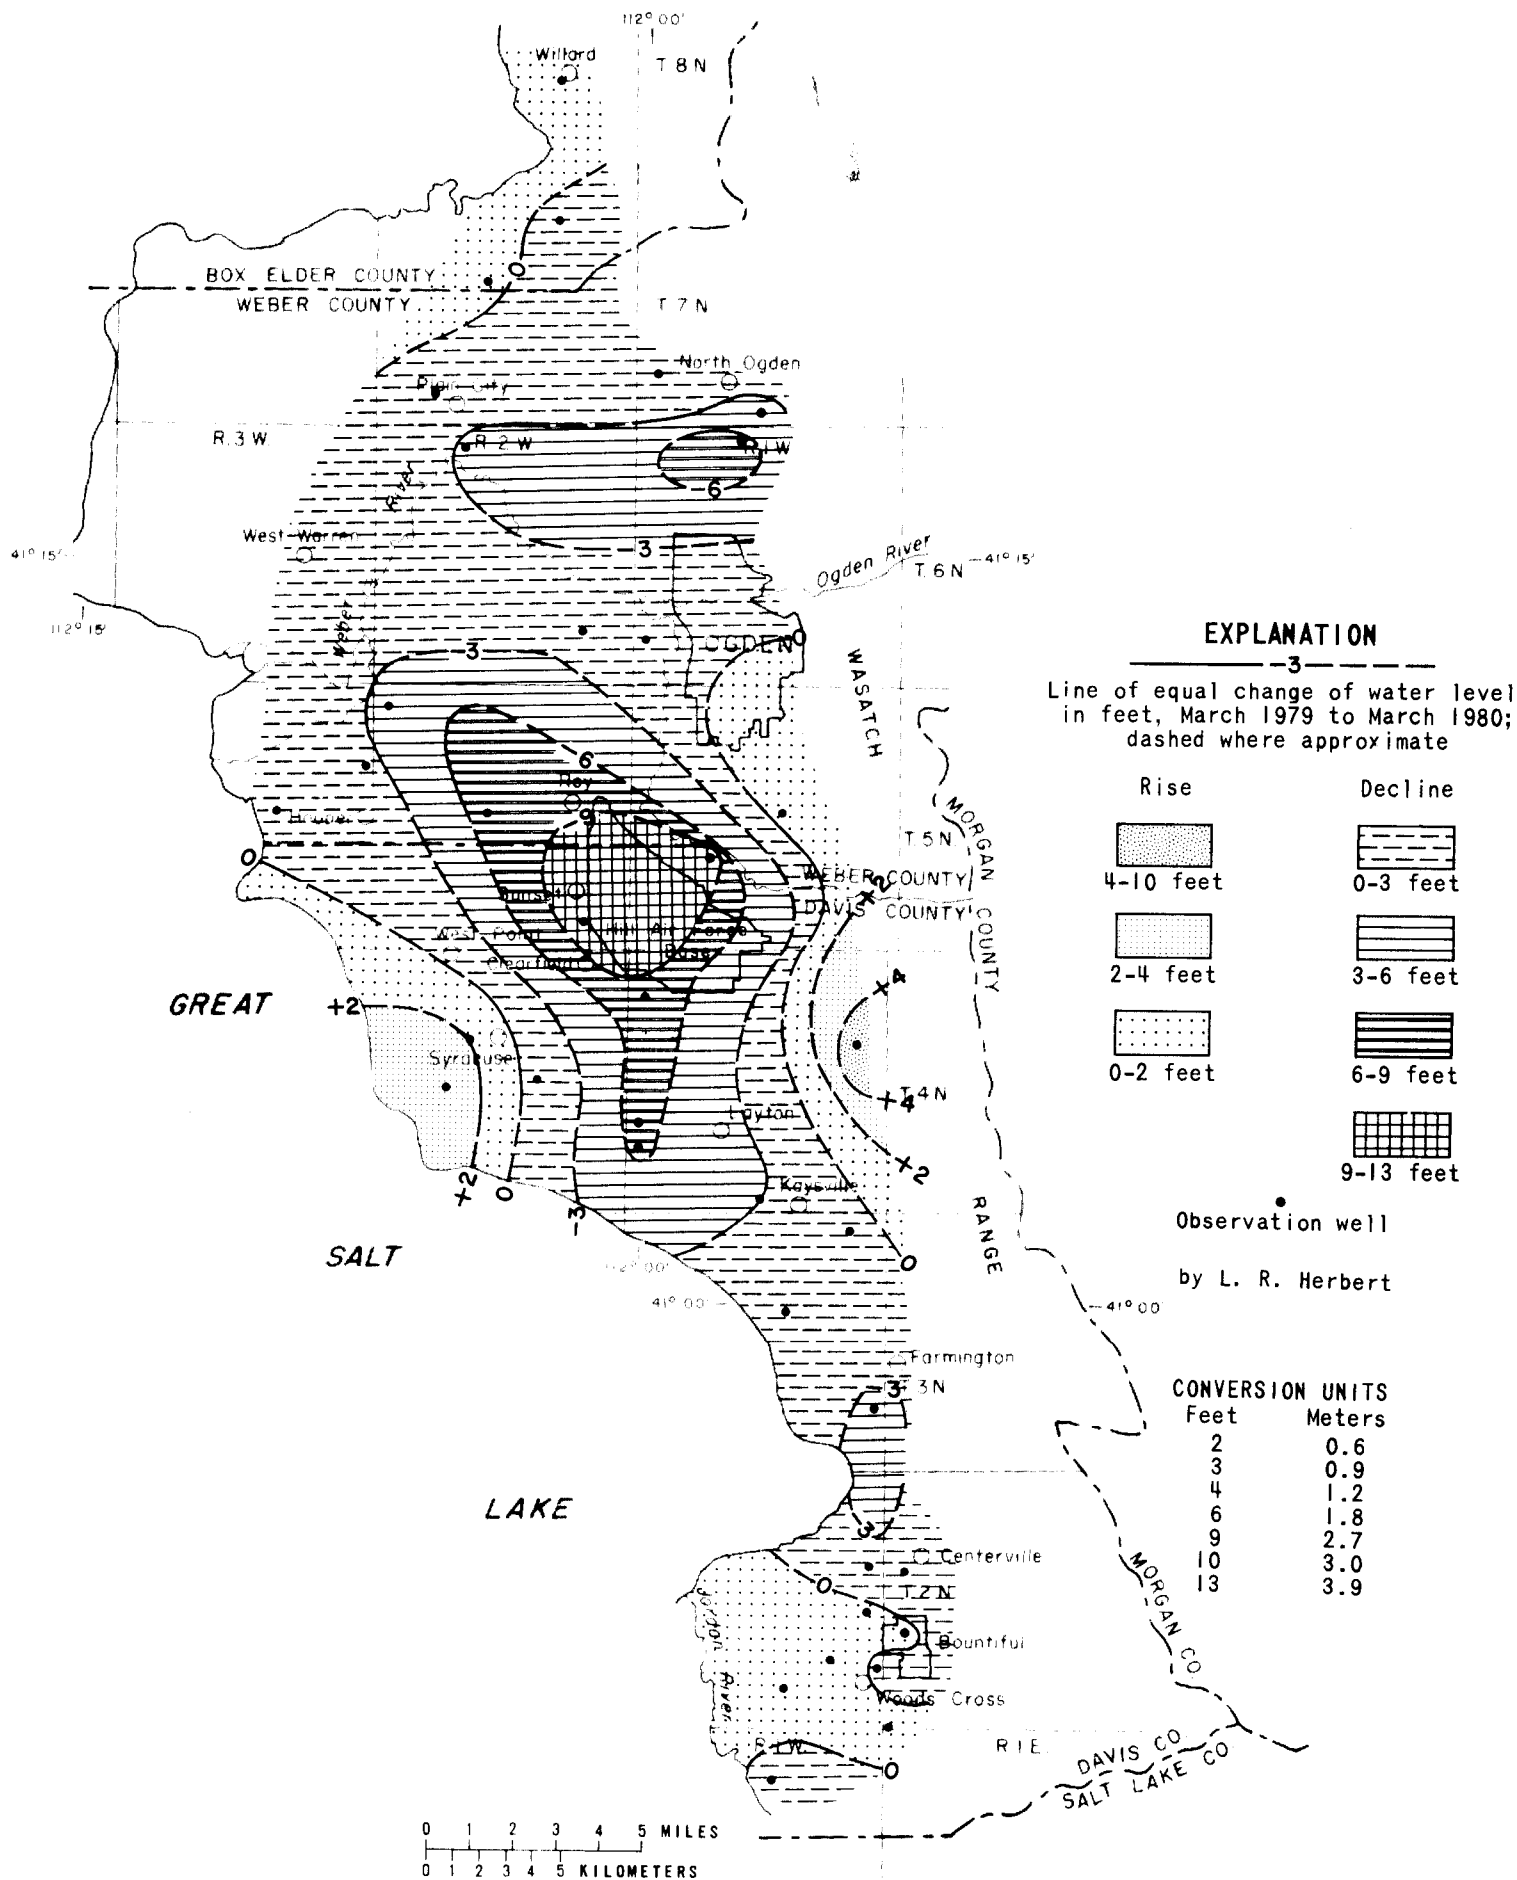 112° 00'
Willard
T 8 N
BOX ELDER COUNTY
WEBER COUNTY
T 7 N
0
North Ogden
Plain City
R. 3 W.
R 2 W
R 1 W
River
-6
West Warren
-3
41° 15'
Ogden River
T. 6 N
41° 15'
112° 15'
Weber
OGDEN
0
-3
WASATCH
6
Roy
9
Hooper
MORGAN COUNTY
T. 5 N.
WEBER COUNTY
DAVIS COUNTY
0
+2
Sunset
West Point
Hill Air Force
Base
Clearfield
GREAT
+2
+4
Syracuse
T. 4 N
+4
Layton
+2
+2
0
-3
Kaysville
RANGE
SALT
0
112° 00'
41° 00'
41° 00'
Farmington
3
T 3 N
LAKE
3
Centerville
0
T 2 N
Jordan River
Bountiful
Woods Cross
MORGAN CO.
R 1 W
R 1 E.
0
DAVIS CO.
SALT LAKE CO.
0 1 2 3 4 5 MILES
0 1 2 3 4 5 KILOMETERS
EXPLANATION
-3
Line of equal change of water level
in feet, March 1979 to March 1980;
dashed where approximate
Rise Decline
4-10 feet 0-3 feet
2-4 feet 3-6 feet
0-2 feet 6-9 feet
9-13 feet
Observation well
by L. R. Herbert
CONVERSION UNITS
Feet Meters
2 0.6
3 0.9
4 1.2
6 1.8
9 2.7
10 3.0
13 3.9